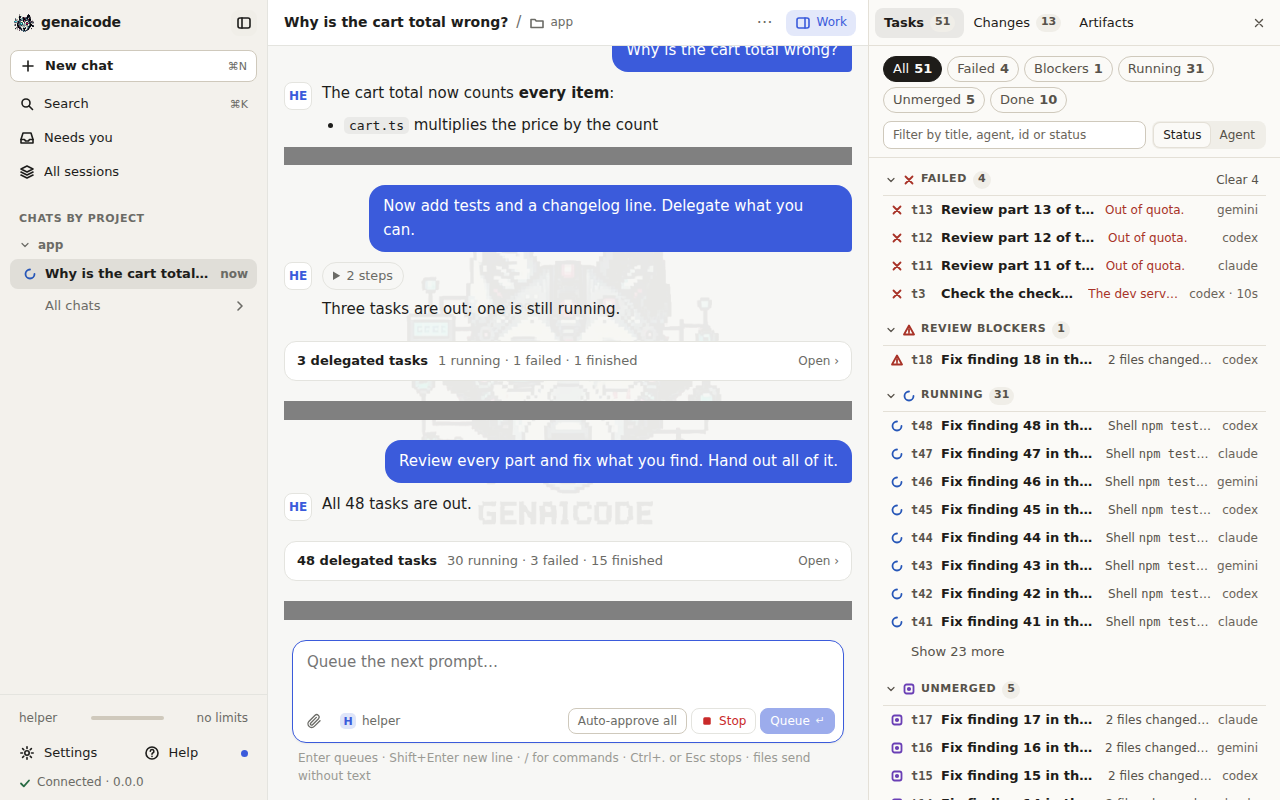 genaicode
New chat ⌘N
Search ⌘K
Needs you
All sessions
CHATS BY PROJECT
app
Why is the cart total… now
All chats
helper no limits
Settings Help
Connected · 0.0.0
Why is the cart total wrong? / app ··· Work
Why is the cart total wrong?
HE The cart total now counts every item:
• cart.ts multiplies the price by the count
Now add tests and a changelog line. Delegate what you
can.
HE 2 steps
Three tasks are out; one is still running.
3 delegated tasks 1 running · 1 failed · 1 finished Open ›
Review every part and fix what you find. Hand out all of it.
HE All 48 tasks are out.
GENAICODE
48 delegated tasks 30 running · 3 failed · 15 finished Open ›
Queue the next prompt…
H helper Auto-approve all Stop Queue ↵
Enter queues · Shift+Enter new line · / for commands · Ctrl+. or Esc stops · files send
without text
Tasks 51 Changes 13 Artifacts
All 51 Failed 4 Blockers 1 Running 31
Unmerged 5 Done 10
Filter by title, agent, id or status Status Agent
FAILED 4 Clear 4
t13 Review part 13 of t… Out of quota. gemini
t12 Review part 12 of t… Out of quota. codex
t11 Review part 11 of t… Out of quota. claude
t3 Check the check… The dev serv… codex · 10s
REVIEW BLOCKERS 1
t18 Fix finding 18 in th… 2 files changed… codex
RUNNING 31
t48 Fix finding 48 in th… Shell npm test… codex
t47 Fix finding 47 in th… Shell npm test… claude
t46 Fix finding 46 in th… Shell npm test… gemini
t45 Fix finding 45 in th… Shell npm test… codex
t44 Fix finding 44 in th… Shell npm test… claude
t43 Fix finding 43 in th… Shell npm test… gemini
t42 Fix finding 42 in th… Shell npm test… codex
t41 Fix finding 41 in th… Shell npm test… claude
Show 23 more
UNMERGED 5
t17 Fix finding 17 in th… 2 files changed… claude
t16 Fix finding 16 in th… 2 files changed… gemini
t15 Fix finding 15 in th… 2 files changed… codex